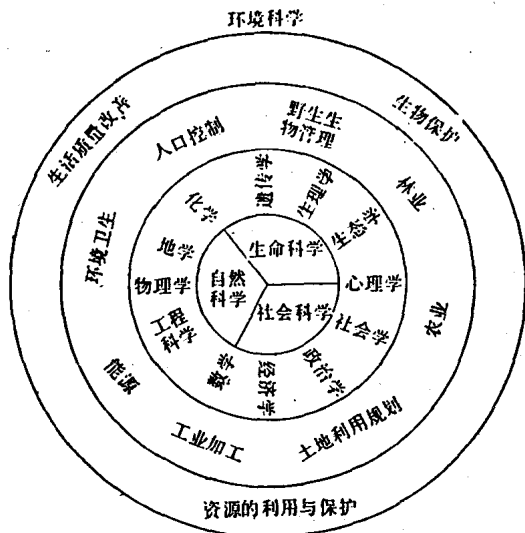 环境科学
生活质量改善
生物保护
资源的利用与保护
人口控制
野生生
物管理
从业
农业
土地利用规划
工业加工
能源
环境卫生
遗传学
生理学
生态学
心理学
社会学
政治学
经济学
数学
工程
科学
物理学
地学
化学
生命科学
自然
科学
社会科学